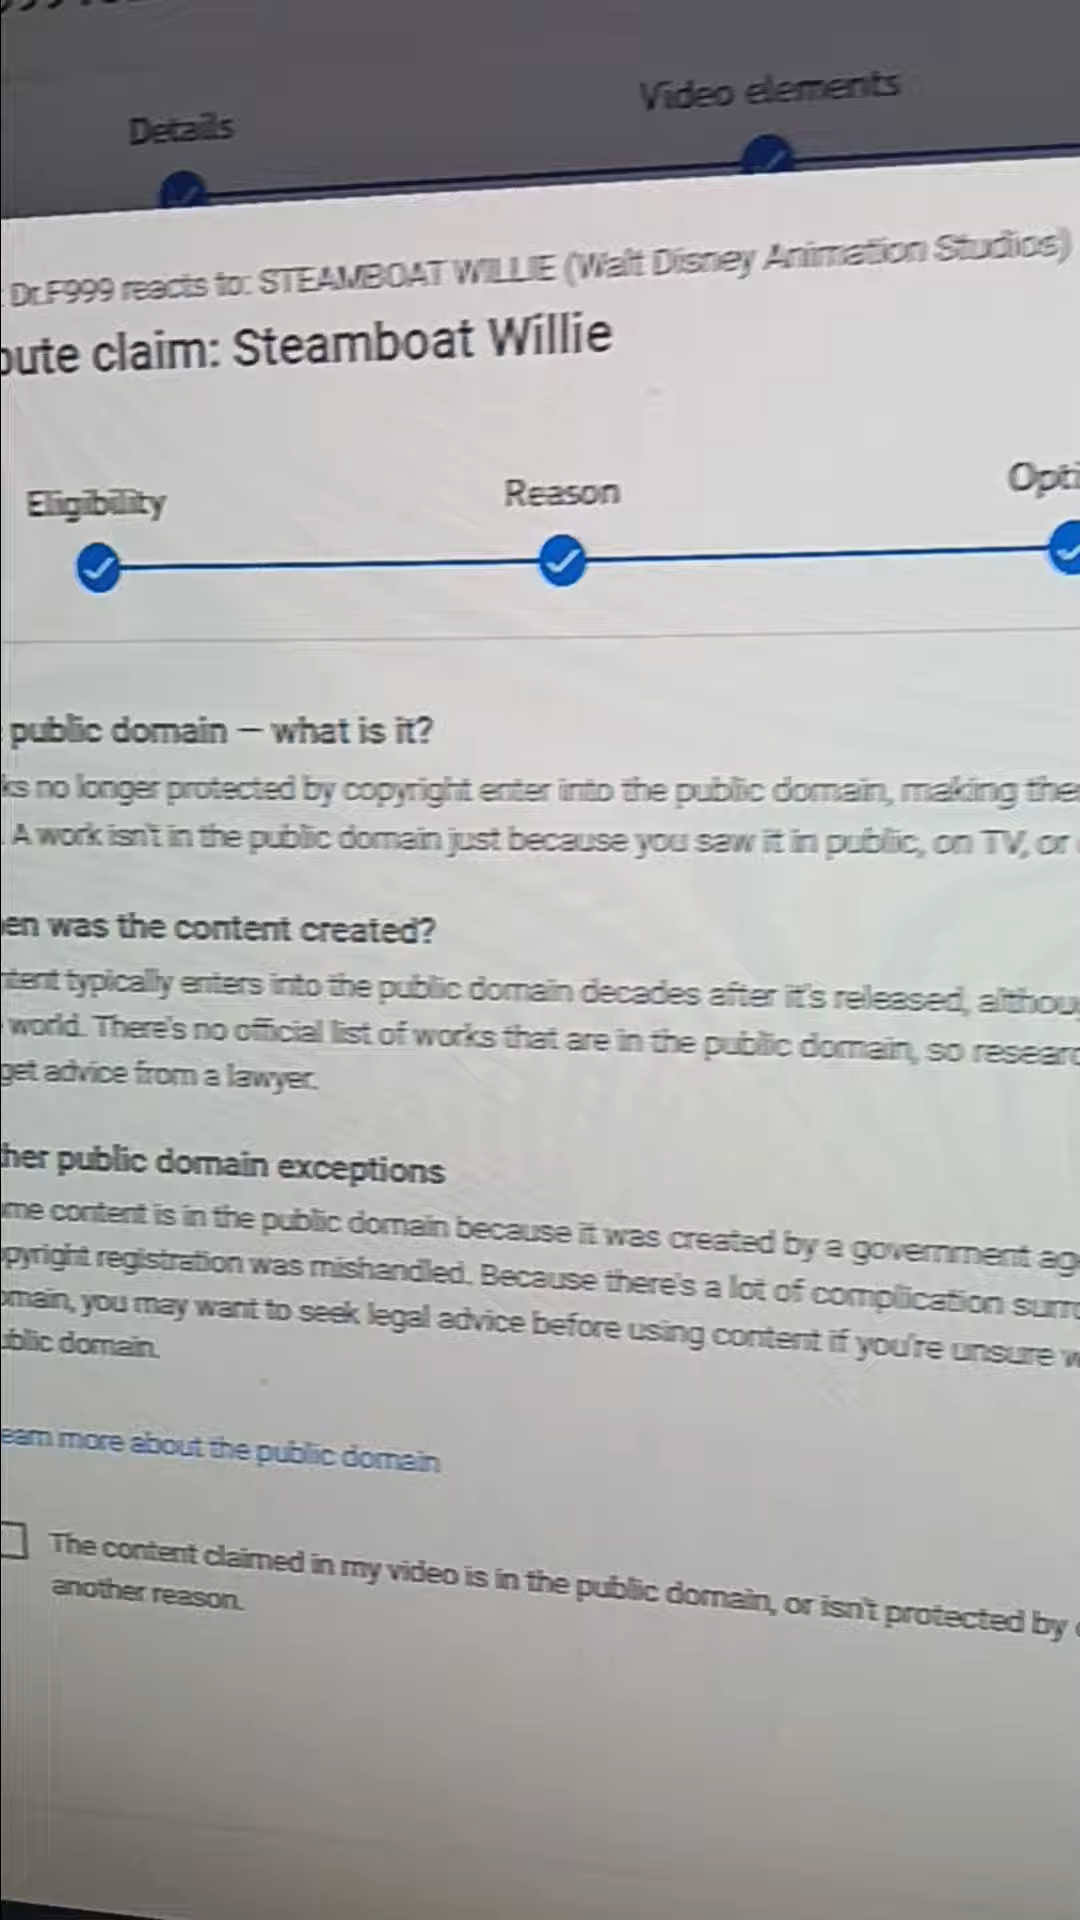 Details
Video elements
Dr.F999 reacts to: STEAMBOAT WILLIE (Walt Disney Animation Studios)
pute claim: Steamboat Willie
Eligibility
Reason
Opti
public domain – what is it?
ks no longer protected by copyright enter into the public domain, making the
. A work isn't in the public domain just because you saw it in public, on TV, or
en was the content created?
ntent typically enters into the public domain decades after it's released, althou
world. There's no official list of works that are in the public domain, so researc
get advice from a lawyer.
her public domain exceptions
me content is in the public domain because it was created by a government ag
pyright registration was mishandled. Because there's a lot of complication surro
omain, you may want to seek legal advice before using content if you're unsure w
ublic domain.
earn more about the public domain
The content claimed in my video is in the public domain, or isn't protected by
another reason.